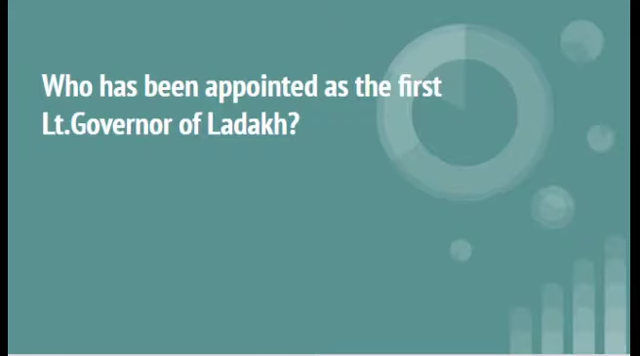 Who has been appointed as the first
Lt.Governor of Ladakh?